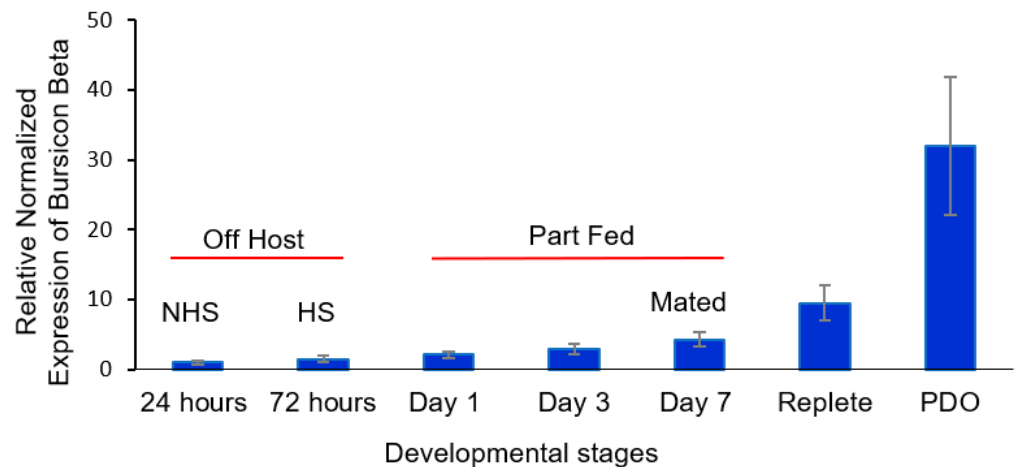 Relative Normalized
Expression of Bursicon Beta
50
40
30
20
10
0
Off Host
Part Fed
NHS
HS
Mated
24 hours
72 hours
Day 1
Day 3
Day 7
Replete
PDO
Developmental stages